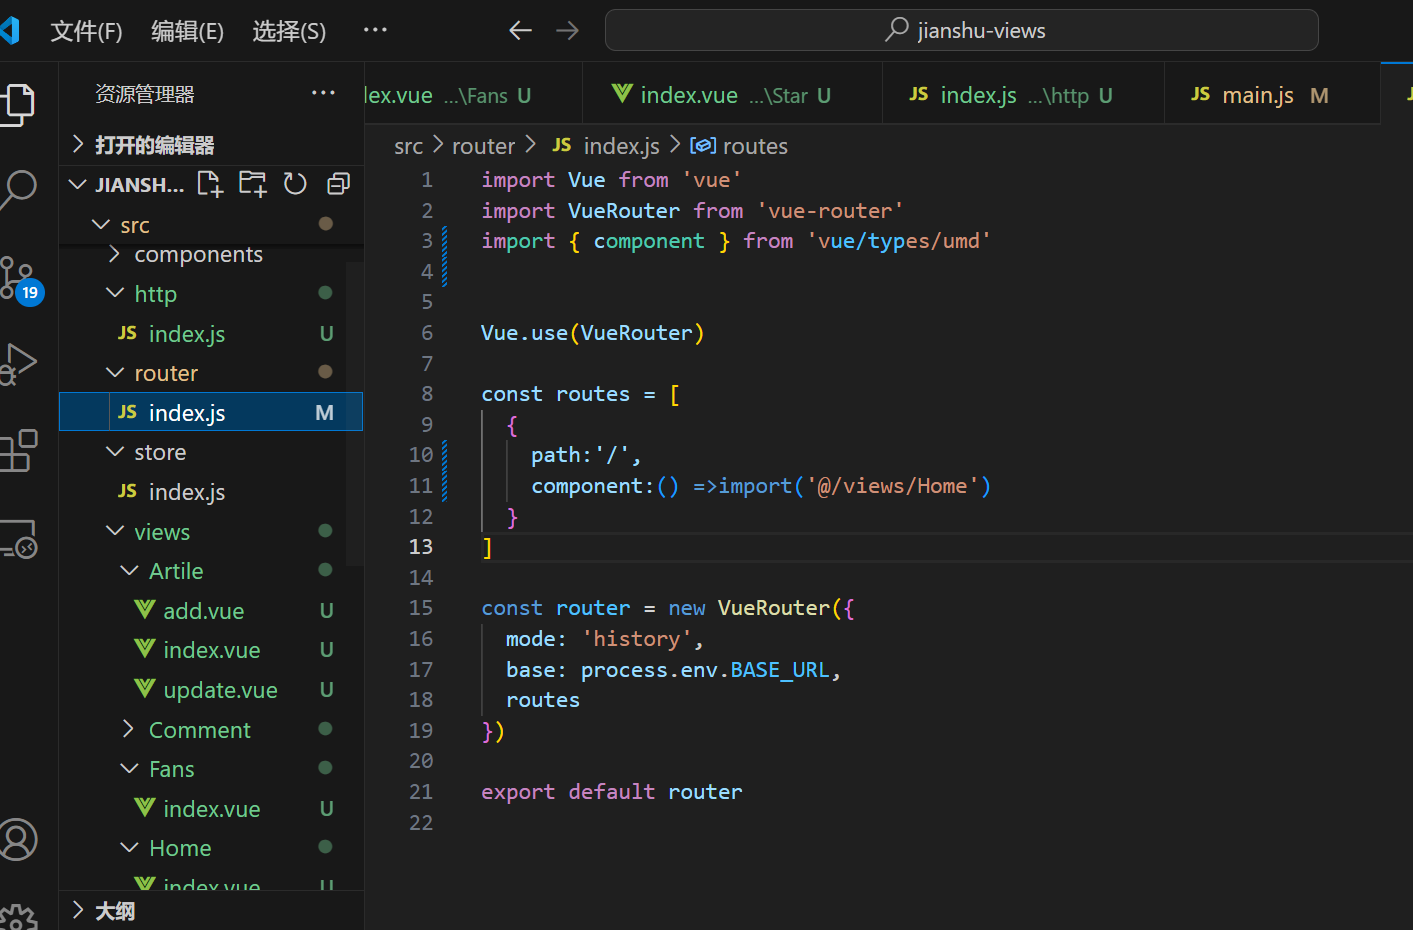 文件(F) 编辑(E) 选择(S) ··· jianshu-views
资源管理器 ···
打开的编辑器
JIANSH...
src
components
http
JS index.js U
router
JS index.js M
store
JS index.js
views
Artile
add.vue U
index.vue U
update.vue U
Comment
Fans
index.vue U
Home
index.vue U
大纲
19
lex.vue ...\Fans U
index.vue ...\Star U
JS index.js ...\http U
JS main.js M
src > router > JS index.js > routes
1 import Vue from 'vue'
2 import VueRouter from 'vue-router'
3 import { component } from 'vue/types/umd'
4
5
6 Vue.use(VueRouter)
7
8 const routes = [
9 {
10 path:'/',
11 component:() =>import('@/views/Home')
12 }
13 ]
14
15 const router = new VueRouter({
16 mode: 'history',
17 base: process.env.BASE_URL,
18 routes
19 })
20
21 export default router
22